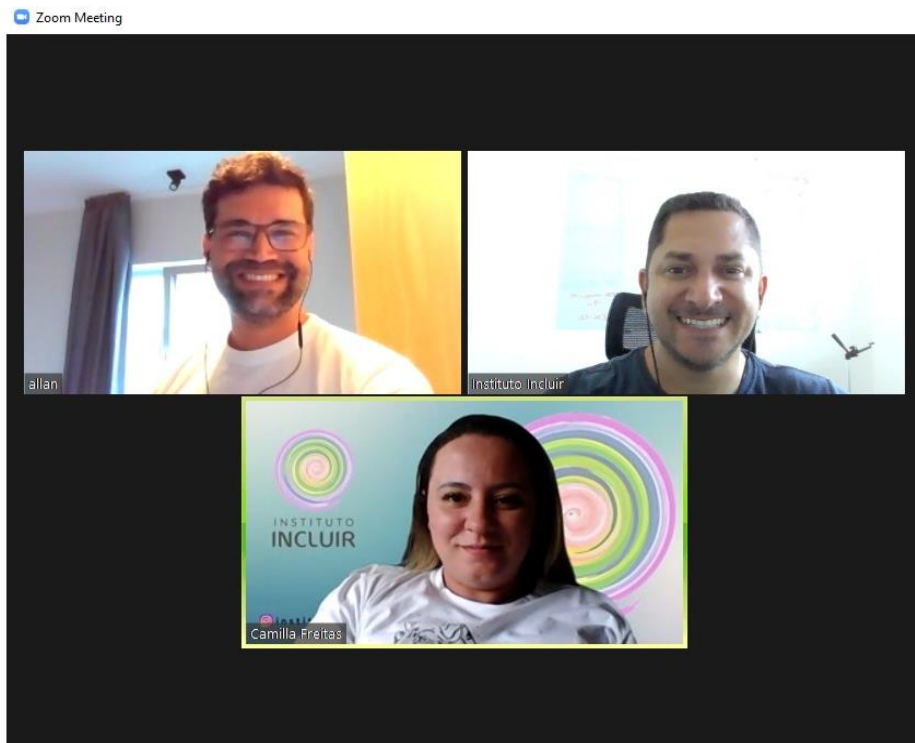 Zoom Meeting
allan
Instituto Incluir
INSTITUTO
INCLUIR
Camilla Freitas